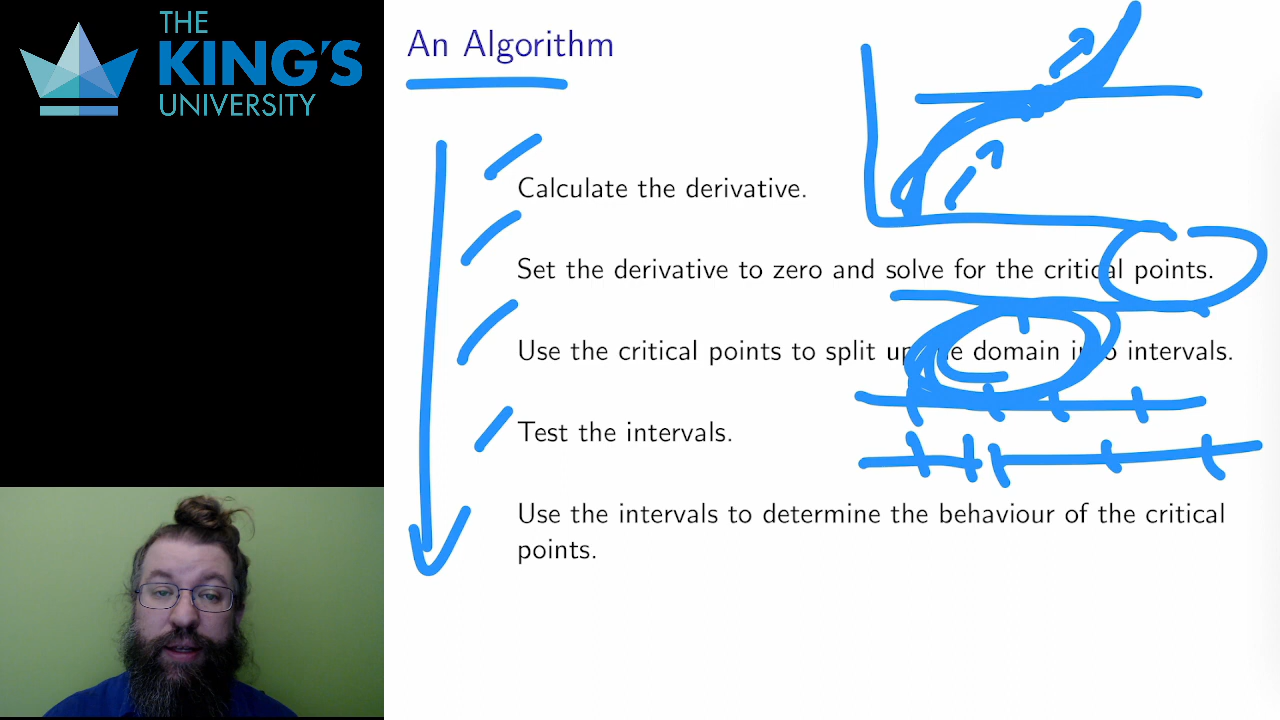 THE
KING'S
UNIVERSITY
An Algorithm
Calculate the derivative.
Set the derivative to zero and solve for the critical points.
Use the critical points to split up the domain into intervals.
Test the intervals.
Use the intervals to determine the behaviour of the critical
points.